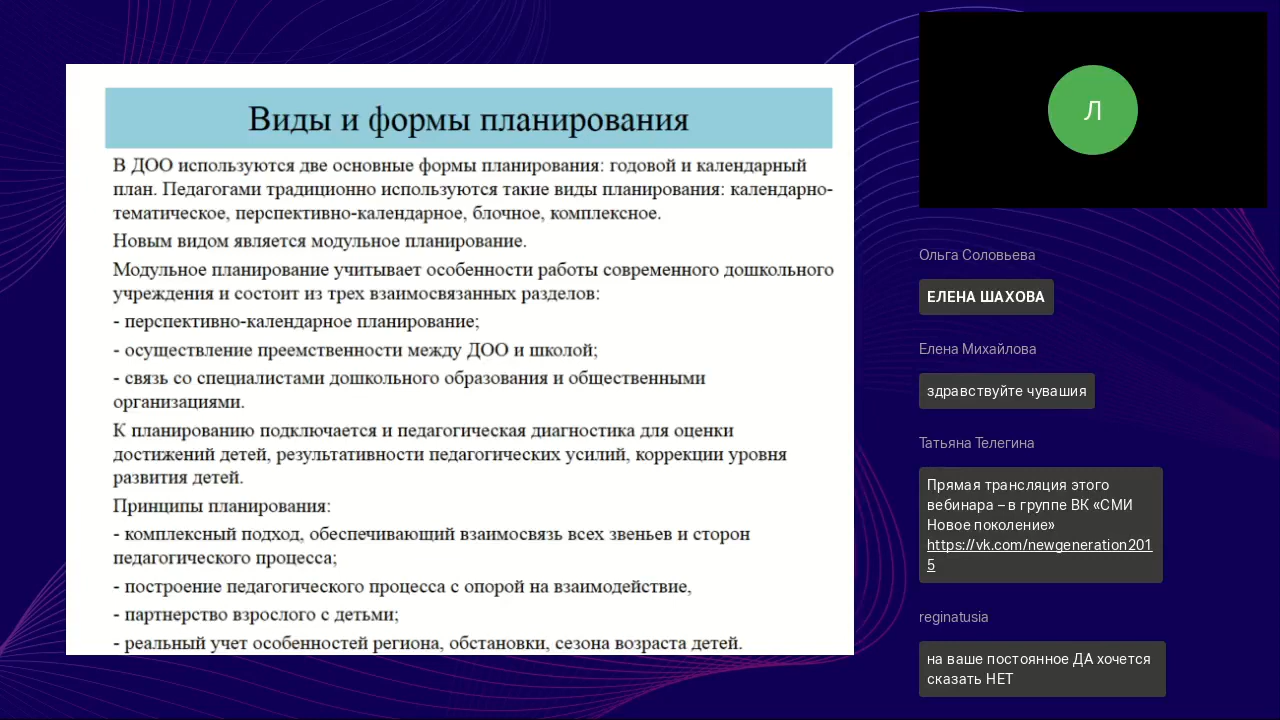 Виды и формы планирования
В ДОО используются две основные формы планирования: годовой и календарный
план. Педагогами традиционно используются такие виды планирования: календарно-
тематическое, перспективно-календарное, блочное, комплексное.
Новым видом является модульное планирование.
Модульное планирование учитывает особенности работы современного дошкольного
учреждения и состоит из трех взаимосвязанных разделов:
- перспективно-календарное планирование;
- осуществление преемственности между ДОО и школой;
- связь со специалистами дошкольного образования и общественными
организациями.
К планированию подключается и педагогическая диагностика для оценки
достижений детей, результативности педагогических усилий, коррекции уровня
развития детей.
Принципы планирования:
- комплексный подход, обеспечивающий взаимосвязь всех звеньев и сторон
педагогического процесса;
- построение педагогического процесса с опорой на взаимодействие,
- партнерство взрослого с детьми;
- реальный учет особенностей региона, обстановки, сезона возраста детей.
Л
Ольга Соловьева
ЕЛЕНА ШАХОВА
Елена Михайлова
здравствуйте чувашия
Татьяна Телегина
Прямая трансляция этого
вебинара – в группе ВК «СМИ
Новое поколение»
https://vk.com/newgeneration201
5
reginatusia
на ваше постоянное ДА хочется
сказать НЕТ